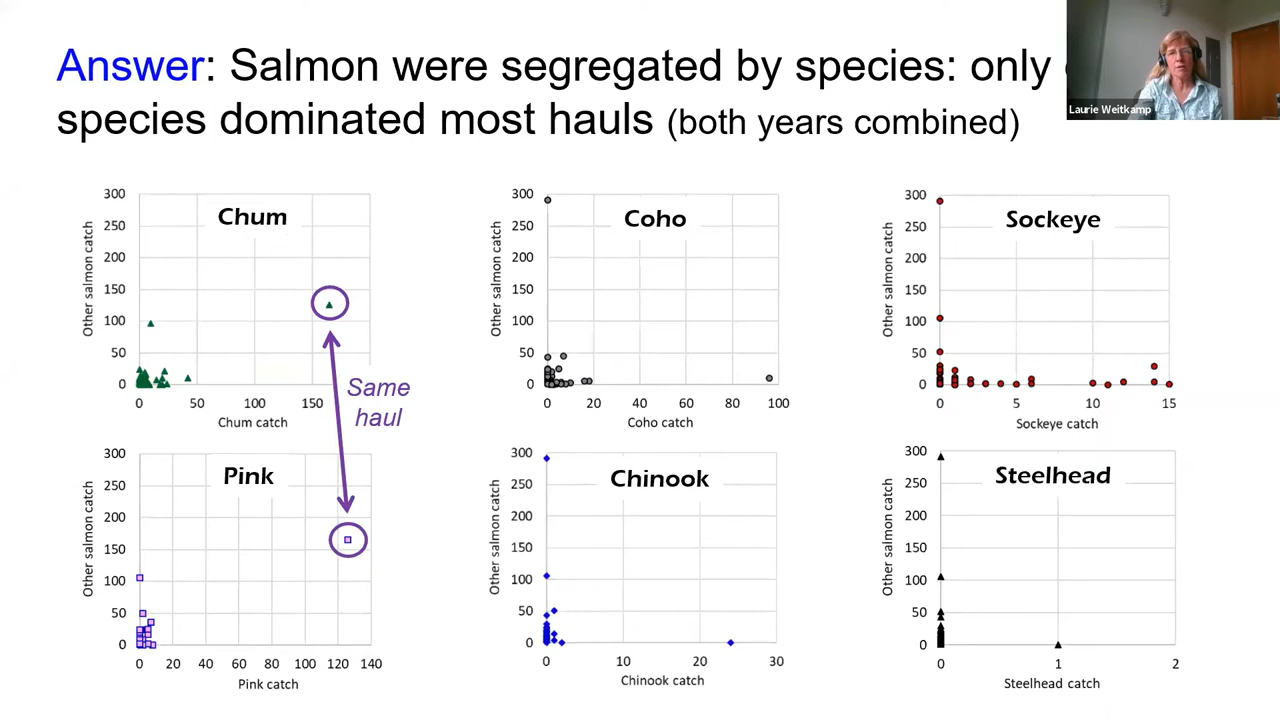 Answer: Salmon were segregated by species: only
species dominated most hauls (both years combined)
Laurie Weitkamp
Chum
Other salmon catch
300
250
200
150
100
50
0
0 50 100 150
Chum catch
Coho
Other salmon catch
300
250
200
150
100
50
0
0 20 40 60 80 100
Coho catch
Sockeye
Other salmon catch
300
250
200
150
100
50
0
0 5 10 15
Sockeye catch
Same
haul
Pink
Other salmon catch
300
250
200
150
100
50
0
0 20 40 60 80 100 120 140
Pink catch
Chinook
Other salmon catch
300
250
200
150
100
50
0
0 10 20 30
Chinook catch
Steelhead
Other salmon catch
300
250
200
150
100
50
0
0 1 2
Steelhead catch